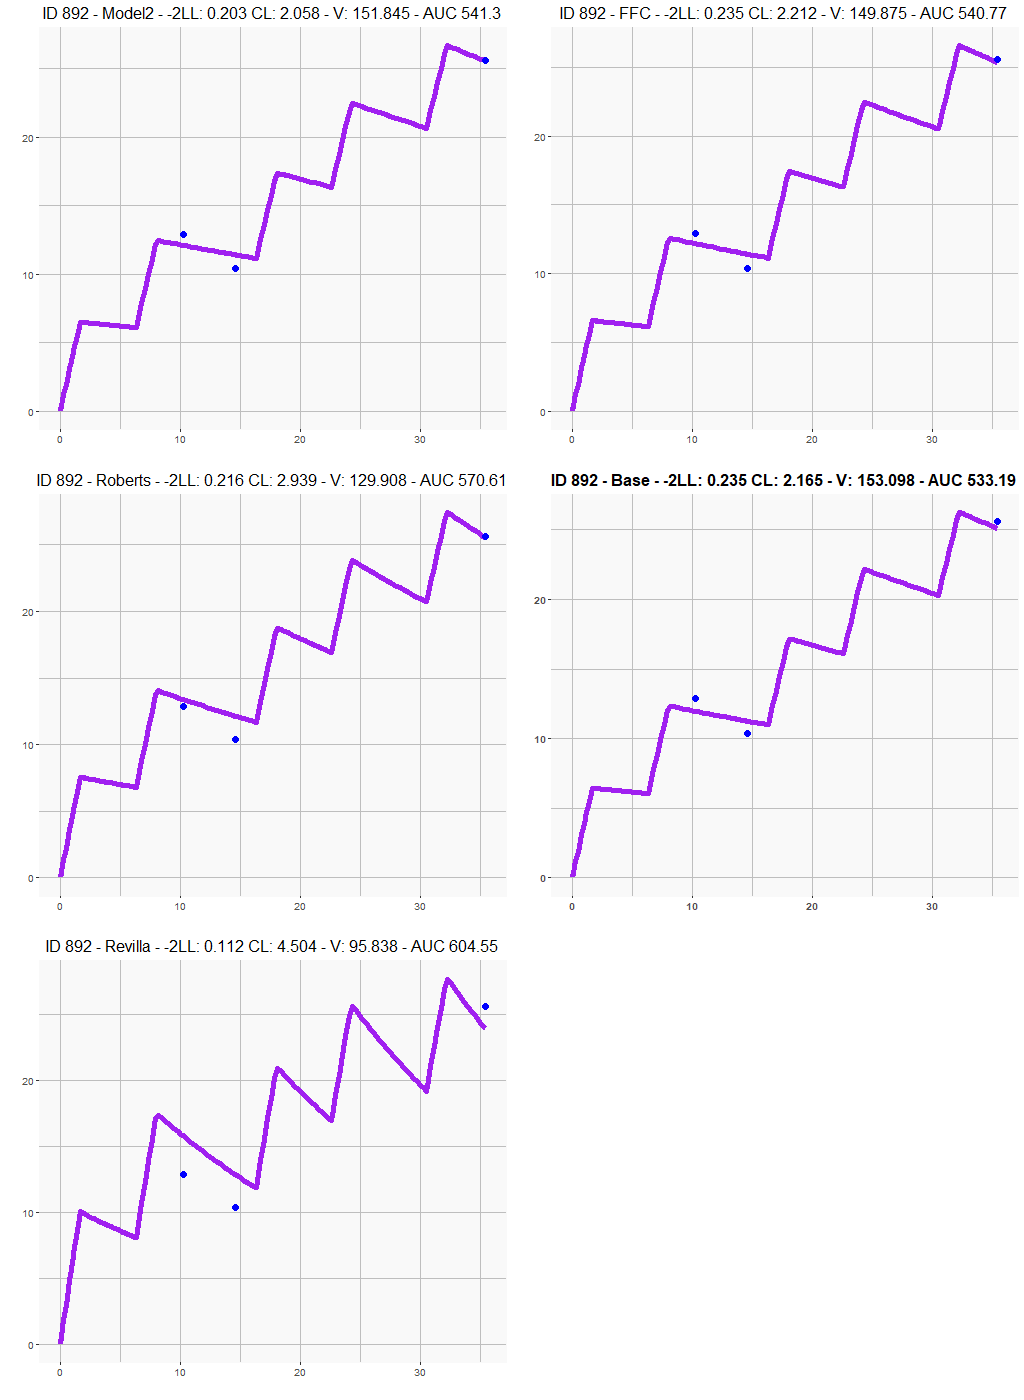 ID 892 - Model2 - -2LL: 0.203 CL: 2.058 - V: 151.845 - AUC 541.3
20
10
0
0 10 20 30
ID 892 - FFC - -2LL: 0.235 CL: 2.212 - V: 149.875 - AUC 540.77
20
10
0
0 10 20 30
ID 892 - Roberts - -2LL: 0.216 CL: 2.939 - V: 129.908 - AUC 570.61
20
10
0
0 10 20 30
ID 892 - Base - -2LL: 0.235 CL: 2.165 - V: 153.098 - AUC 533.19
20
10
0
0 10 20 30
ID 892 - Revilla - -2LL: 0.112 CL: 4.504 - V: 95.838 - AUC 604.55
20
10
0
0 10 20 30